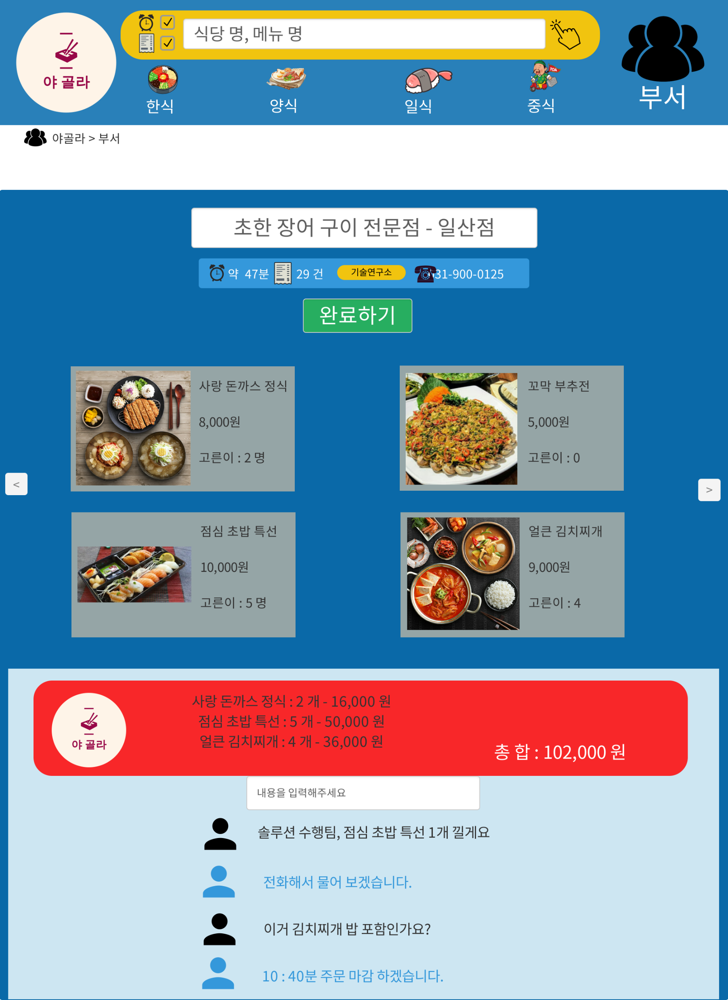 야 골라
식당 명, 메뉴 명
TOA
한식
양식
일식
중식
부서
야골라 > 부서
초한 장어 구이 전문점 - 일산점
약 47분
29 건
기술연구소
031-900-0125
완료하기
사랑 돈까스 정식
8,000원
고른이 : 2 명
꼬막 부추전
5,000원
고른이 : 0
<
>
점심 초밥 특선
10,000원
고른이 : 5 명
얼큰 김치찌개
9,000원
고른이 : 4
야 골라
사랑 돈까스 정식 : 2 개 - 16,000 원
점심 초밥 특선 : 5 개 - 50,000 원
얼큰 김치찌개 : 4 개 - 36,000 원
총 합 : 102,000 원
내용을 입력해주세요
솔루션 수행팀, 점심 초밥 특선 1개 낄게요
전화해서 물어 보겠습니다.
이거 김치찌개 밥 포함인가요?
10 : 40분 주문 마감 하겠습니다.